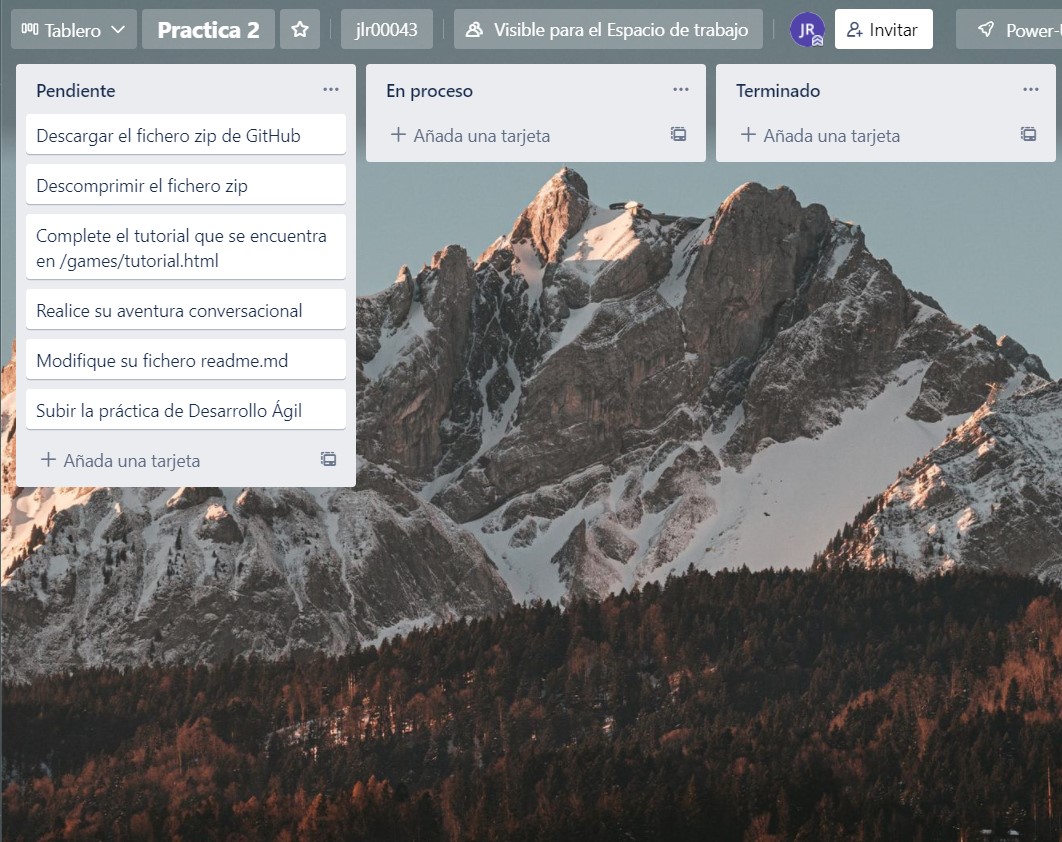 Tablero
Practica 2
jlr00043
Visible para el Espacio de trabajo
JR
Invitar
Power-
Pendiente
Descargar el fichero zip de GitHub
Descomprimir el fichero zip
Complete el tutorial que se encuentra
en /games/tutorial.html
Realice su aventura conversacional
Modifique su fichero readme.md
Subir la práctica de Desarrollo Ágil
Añada una tarjeta
En proceso
Añada una tarjeta
Terminado
Añada una tarjeta